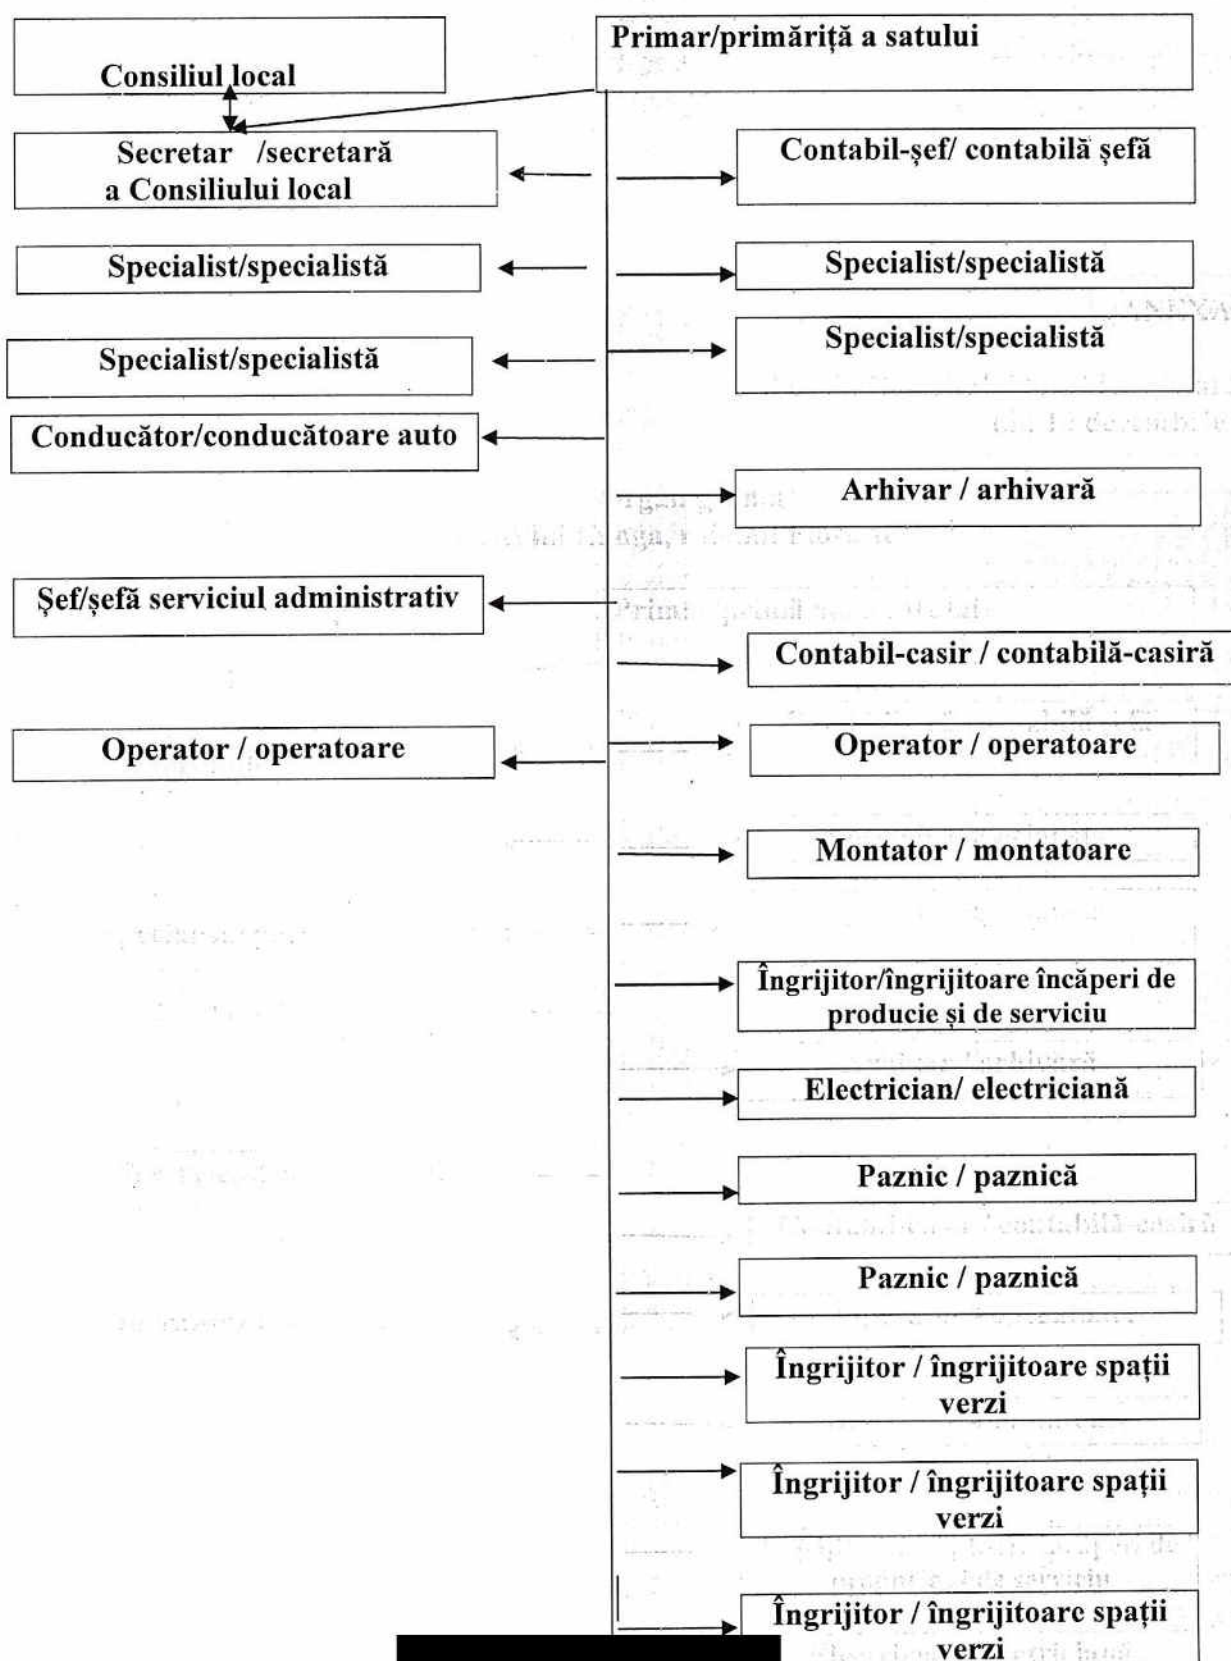 Consiliul local
Primar/primăriță a satului
Secretar /secretară
a Consiliului local
Contabil-șef/ contabilă șefă
Specialist/specialistă
Specialist/specialistă
Specialist/specialistă
Specialist/specialistă
Conducător/conducătoare auto
Arhivar / arhivară
Șef/șefă serviciul administrativ
Contabil-casir / contabilă-casiră
Operator / operatoare
Operator / operatoare
Montator / montatoare
Îngrijitor/îngrijitoare încăperi de
producie și de serviciu
Electrician/ electriciană
Paznic / paznică
Paznic / paznică
Îngrijitor / îngrijitoare spații
verzi
Îngrijitor / îngrijitoare spații
verzi
Îngrijitor / îngrijitoare spații
verzi